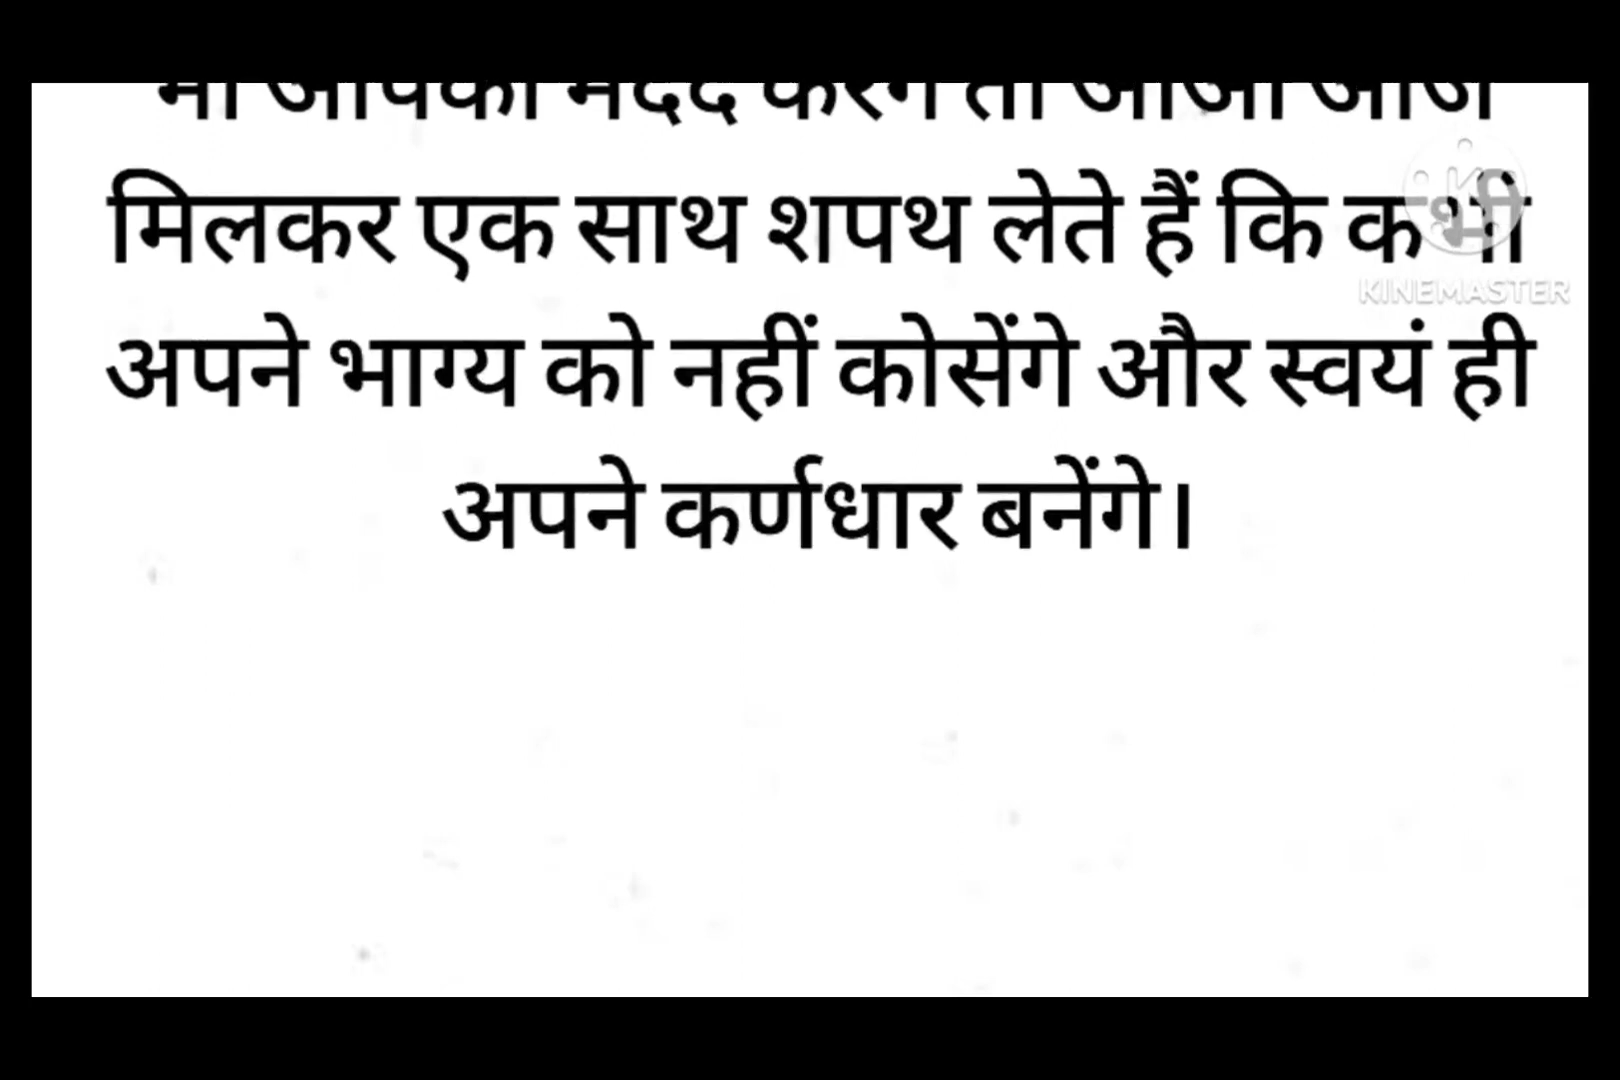 मिलकर एक साथ शपथ लेते हैं कि कभी
KINEMASTER
अपने भाग्य को नहीं कोसेंगे और स्वयं ही
अपने कर्णधार बनेंगे।